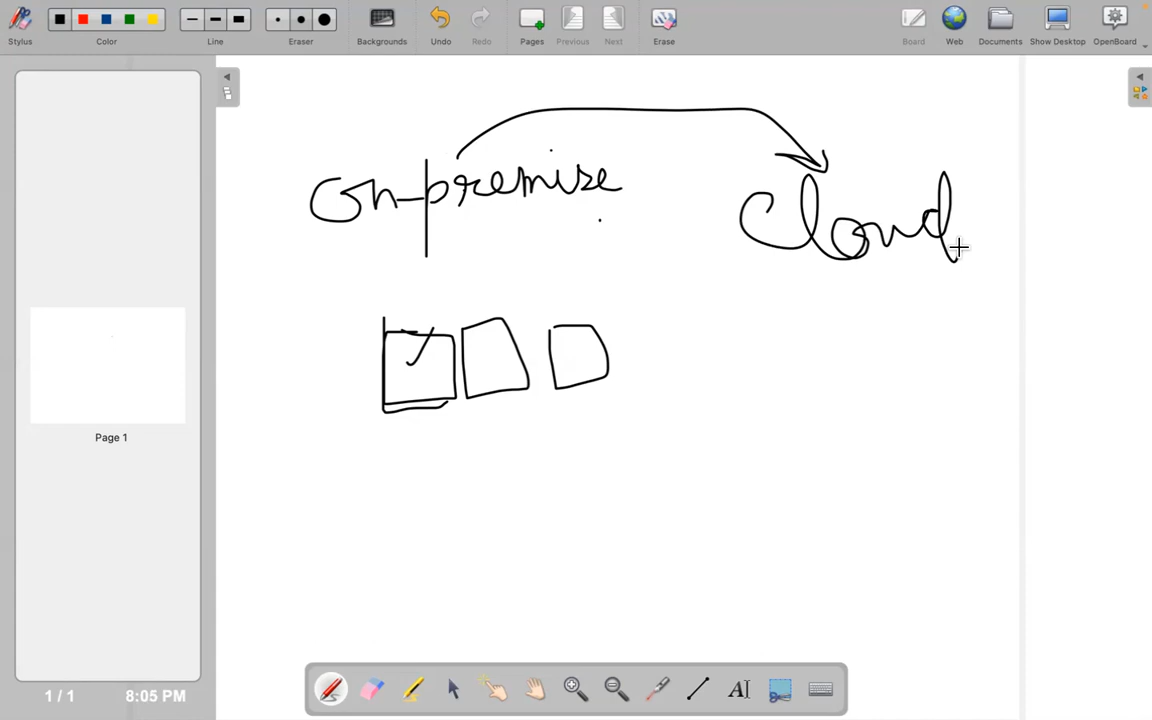 Stylus
Color
Line
Eraser
Backgrounds
Undo
Redo
Pages
Previous
Next
Erase
Board
Web
Documents
Show Desktop
OpenBoard
on-premise
cloud
Page 1
1 / 1
8:05 PM